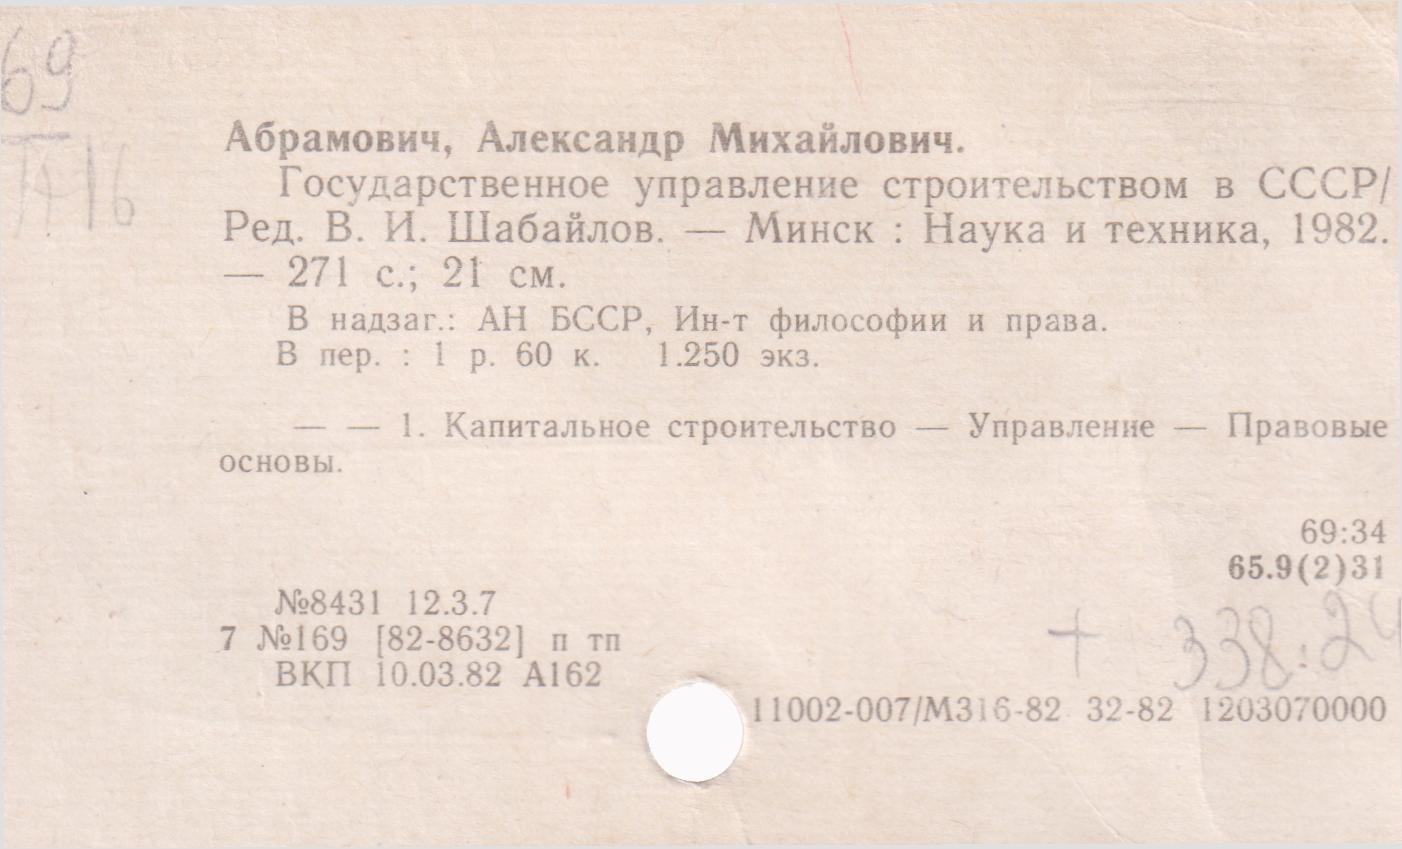 69
А16
Абрамович, Александр Михайлович.
Государственное управление строительством в СССР/
Ред. В. И. Шабайлов. — Минск : Наука и техника, 1982.
— 271 с.; 21 см.
В надзаг.: АН БССР, Ин-т философии и права.
В пер. : 1 р. 60 к. 1.250 экз.
— — 1. Капитальное строительство — Управление — Правовые
основы.
69:34
65.9(2)31
№8431 12.3.7
7 №169 [82-8632] п тп
ВКП 10.03.82 А162
+ 338:24
11002-007/М316-82 32-82 1203070000